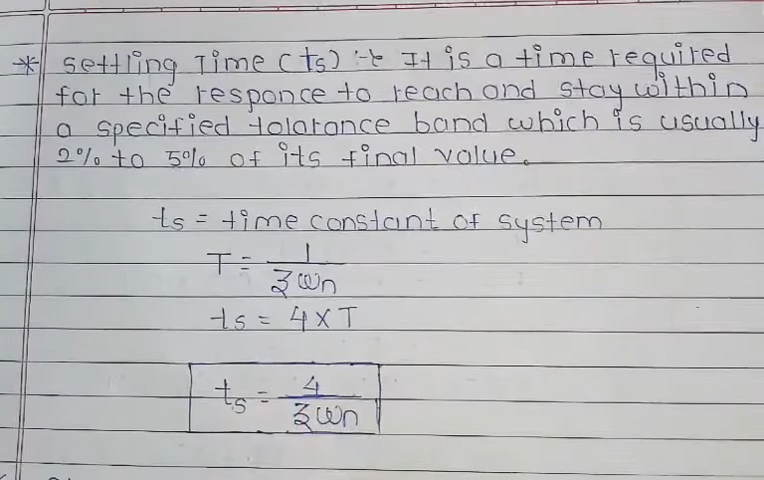 * settling Time (ts) :- It is a time required
for the responce to reach and stay within
a specified tolarance band which is usually
2% to 5% of its final value.
ts = time constant of system
T = 1/ξωn
ts = 4 × T
ts = 4/ξωn